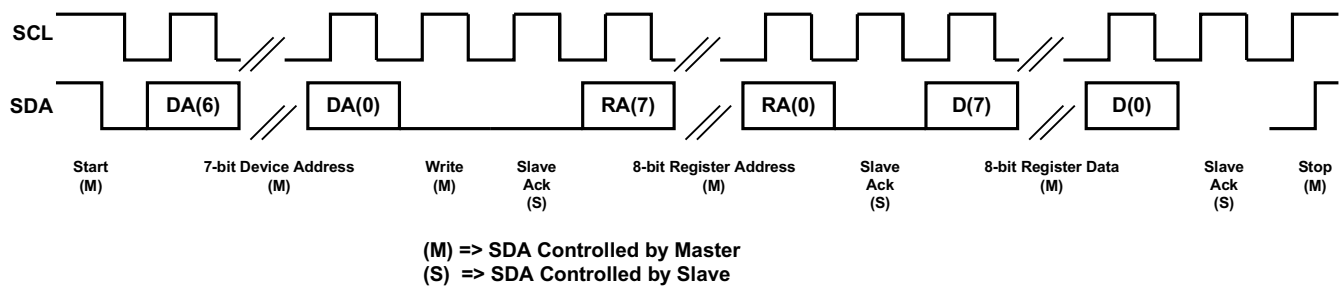 SCL
SDA
DA(6)
DA(0)
RA(7)
RA(0)
D(7)
D(0)
Start
(M)
7-bit Device Address
(M)
Write
(M)
Slave
Ack
(S)
8-bit Register Address
(M)
Slave
Ack
(S)
8-bit Register Data
(M)
Slave
Ack
(S)
Stop
(M)
(M) => SDA Controlled by Master
(S) => SDA Controlled by Slave